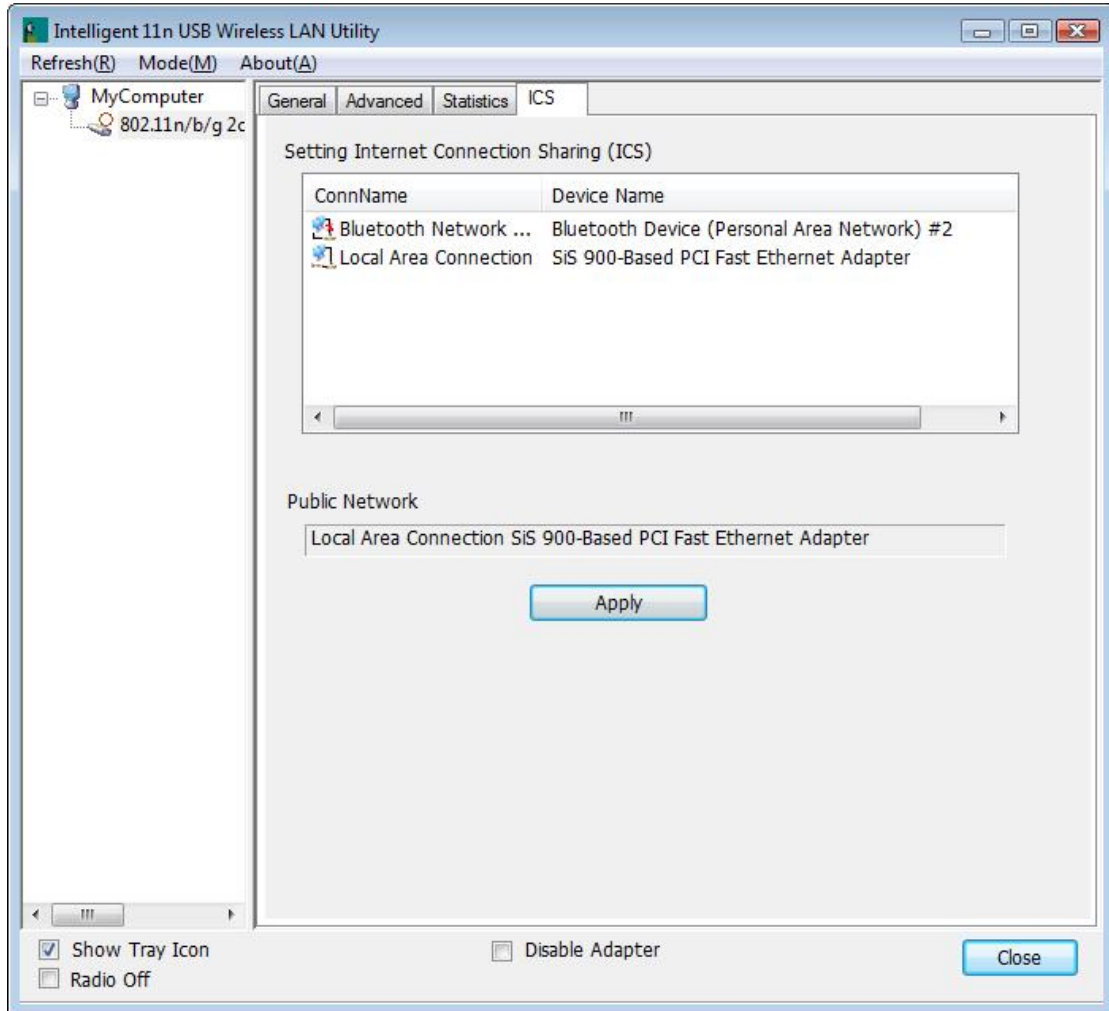 Intelligent 11n USB Wireless LAN Utility
Refresh(R) Mode(M) About(A)
MyComputer
802.11n/b/g 2c
General Advanced Statistics ICS
Setting Internet Connection Sharing (ICS)
ConnName Device Name
Bluetooth Network ... Bluetooth Device (Personal Area Network) #2
Local Area Connection SiS 900-Based PCI Fast Ethernet Adapter
Public Network
Local Area Connection SiS 900-Based PCI Fast Ethernet Adapter
Apply
Show Tray Icon
Radio Off
Disable Adapter
Close